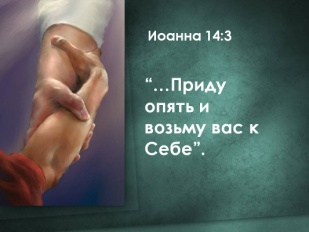 Иоанна 14:3
“…Приду
опять и
возьму вас к
Себе”.